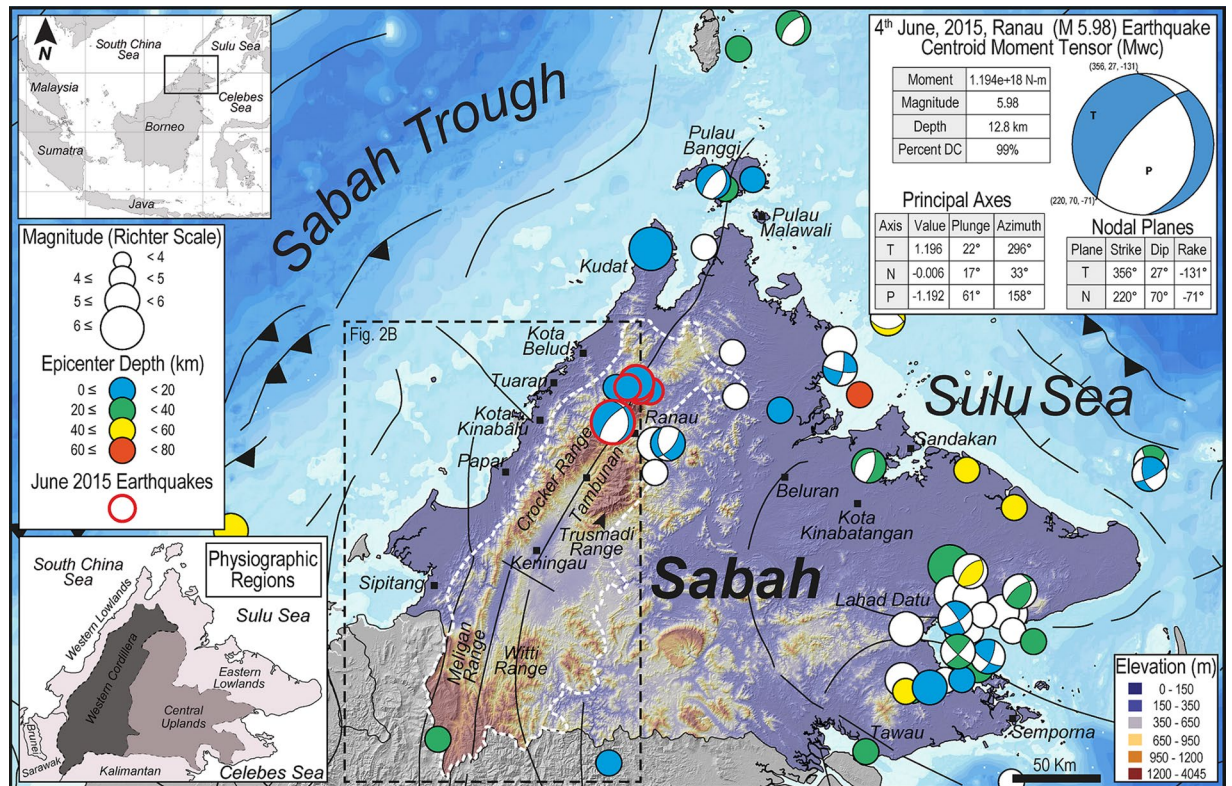 N
South China
Sea
Sulu Sea
Malaysia
Celebes
Sea
Borneo
Sumatra
Java
Magnitude (Richter Scale)
< 4
4 ≤ < 5
5 ≤ < 6
6 ≤
Epicenter Depth (km)
0 ≤ < 20
20 ≤ < 40
40 ≤ < 60
60 ≤ < 80
June 2015 Earthquakes
Physiographic
Regions
South China
Sea
Sulu Sea
Western Lowlands
Western Cordillera
Eastern
Lowlands
Central
Uplands
Brunei
Sarawak
Kalimantan
Celebes Sea
Sabah Trough
Pulau
Banggi
Pulau
Malawali
Kudat
Fig. 2B
Kota
Belud
Tuaran
Kota
Kinabalu
Ranau
Papar
Crocker Range
Tambunan
Trusmadi
Range
Keningau
Sipitang
Meligan
Range
Witti
Range
Sabah
Beluran
Kota
Kinabatangan
Sandakan
Sulu Sea
Lahad Datu
Tawau
Semporna
50 Km
4th June, 2015, Ranau (M 5.98) Earthquake
Centroid Moment Tensor (Mwc)
(356, 27, -131)
Moment 1.194e+18 N-m
Magnitude 5.98
Depth 12.8 km
Percent DC 99%
T
P
(220, 70, -71)
Principal Axes
Axis Value Plunge Azimuth
T 1.196 22° 296°
N -0.006 17° 33°
P -1.192 61° 158°
Nodal Planes
Plane Strike Dip Rake
T 356° 27° -131°
N 220° 70° -71°
Elevation (m)
0 - 150
150 - 350
350 - 650
650 - 950
950 - 1200
1200 - 4045